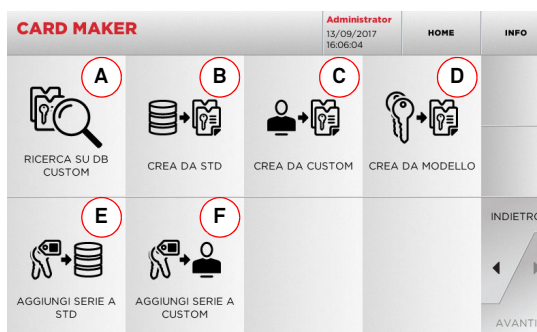 CARD MAKER
Administrator
13/09/2017
16:06:04
HOME
INFO
A
B
C
D
RICERCA SU DB
CUSTOM
CREA DA STD
CREA DA CUSTOM
CREA DA MODELLO
E
F
INDIETRO
AGGIUNGI SERIE A
STD
AGGIUNGI SERIE A
CUSTOM
AVANTI